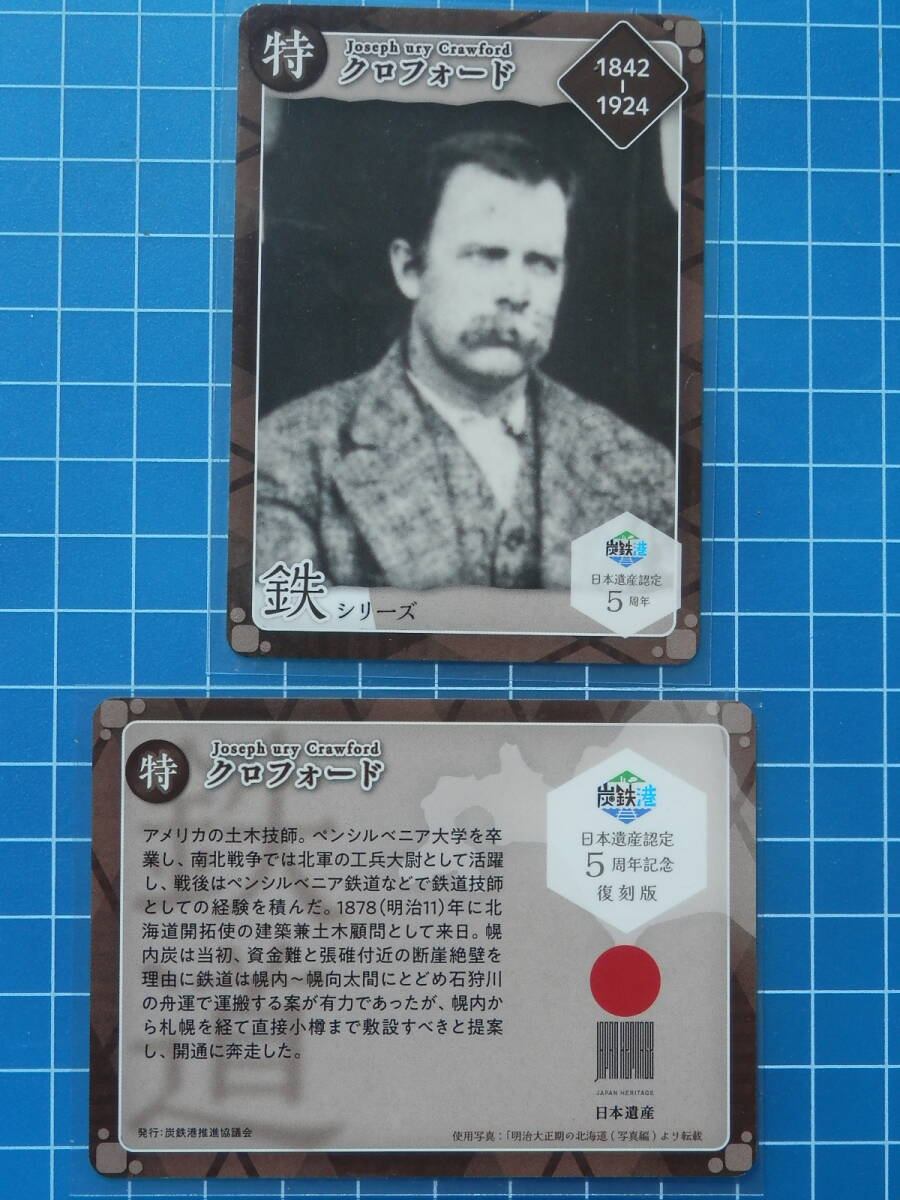 特
Joseph ury Crawford
クロフォード
1842
1924
炭鉄港
日本遺産認定
5周年
鉄シリーズ
特
Joseph ury Crawford
クロフォード
アメリカの土木技師。ペンシルベニア大学を卒
業し、南北戦争では北軍の工兵大尉として活躍
し、戦後はペンシルベニア鉄道などで鉄道技師
としての経験を積んだ。1878(明治11)年に北
海道開拓使の建築兼土木顧問として来日。幌
内炭は当初、資金難と張碓付近の断崖絶壁を
理由に鉄道は幌内～幌向太間にとどめ石狩川
の舟運で運搬する案が有力であったが、幌内か
ら札幌を経て直接小樽まで敷設すべきと提案
し、開通に奔走した。
炭鉄港
日本遺産認定
5周年記念
復刻版
JAPAN HERITAGE
JAPAN HERITAGE
日本遺産
発行：炭鉄港推進協議会
使用写真：「明治大正期の北海道(写真編)より転載